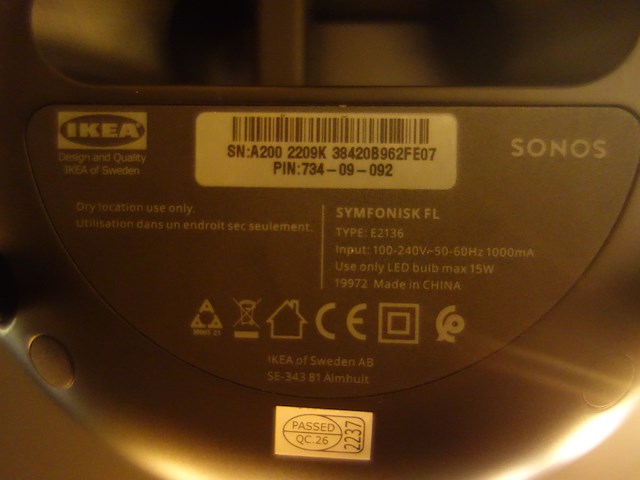 IKEA
Design and Quality
IKEA of Sweden
SN:A200 2209K 38420B962FE07
PIN:734-09-092
SONOS
Dry location use only.
Utilisation dans un endroit sec seulement.
SYMFONISK FL
TYPE: E2136
Input: 100-240V~50-60Hz 1000mA
Use only LED bulb max 15W
19972 Made in CHINA
CE
IKEA of Sweden AB
SE-343 81 Älmhult
PASSED
QC.26
2237